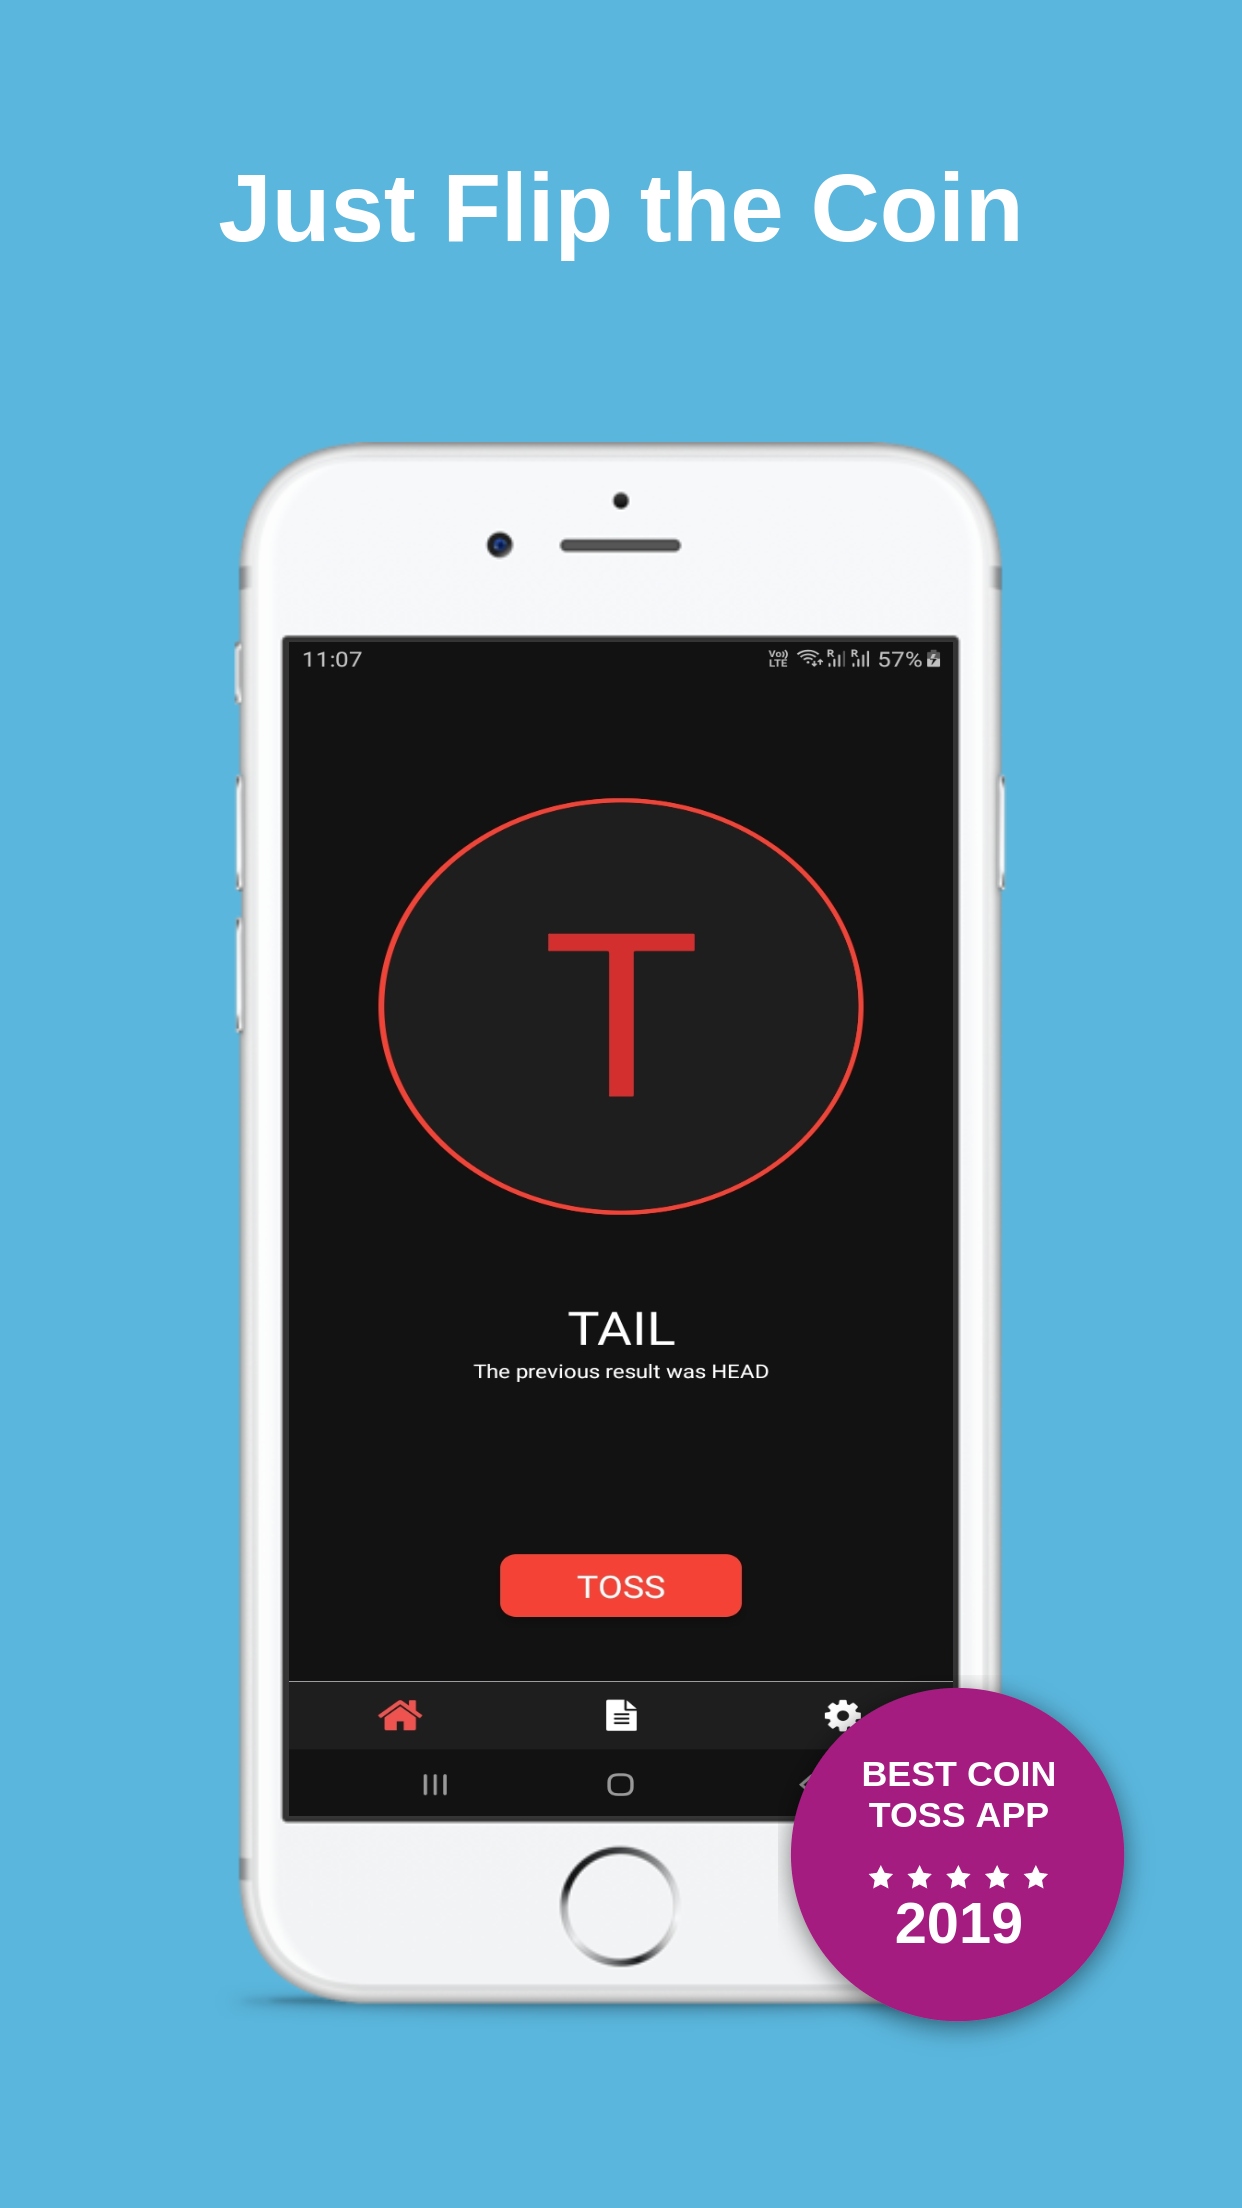 Just Flip the Coin
11:07
Vo))
LTE
R
R
57%
T
TAIL
The previous result was HEAD
TOSS
BEST COIN
TOSS APP
2019